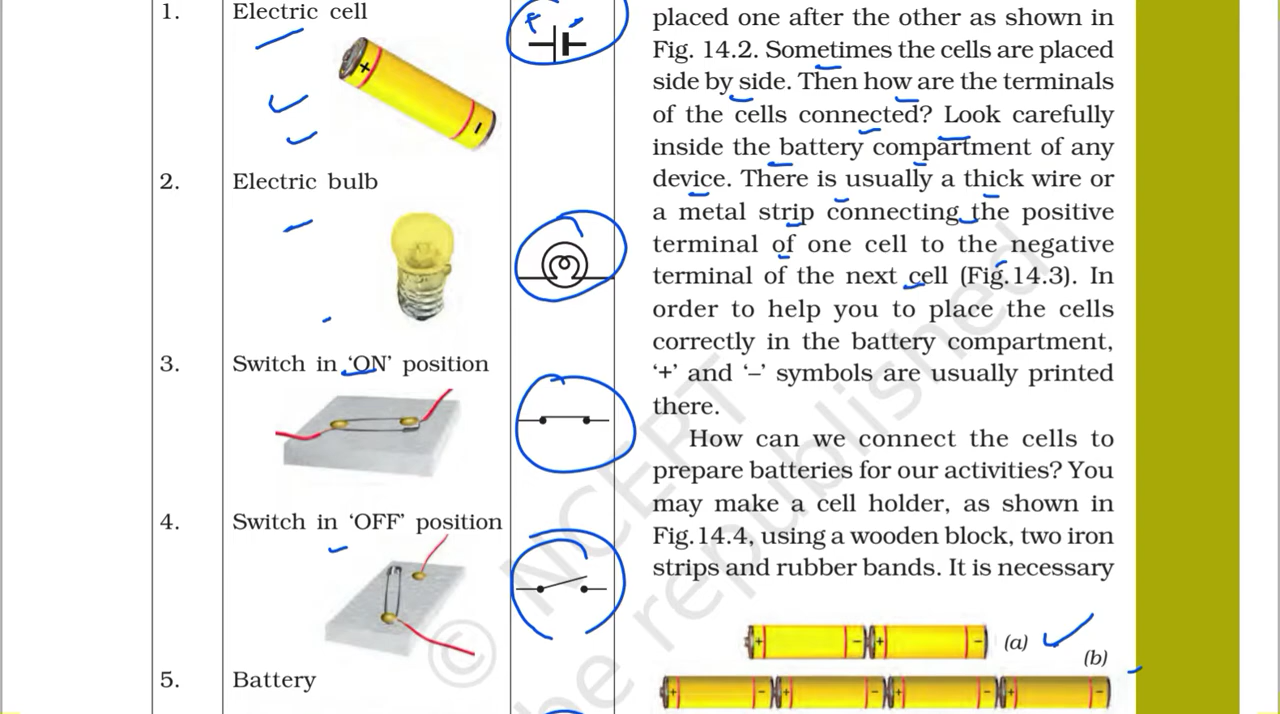 1. Electric cell
+
-
2. Electric bulb
3. Switch in ‘ON’ position
4. Switch in ‘OFF’ position
5. Battery
placed one after the other as shown in
Fig. 14.2. Sometimes the cells are placed
side by side. Then how are the terminals
of the cells connected? Look carefully
inside the battery compartment of any
device. There is usually a thick wire or
a metal strip connecting the positive
terminal of one cell to the negative
terminal of the next cell (Fig.14.3). In
order to help you to place the cells
correctly in the battery compartment,
‘+’ and ‘–’ symbols are usually printed
there.
How can we connect the cells to
prepare batteries for our activities? You
may make a cell holder, as shown in
Fig.14.4, using a wooden block, two iron
strips and rubber bands. It is necessary
+ - + - (a)
(b)
+ - + - + - + -
© NCERT
be republished